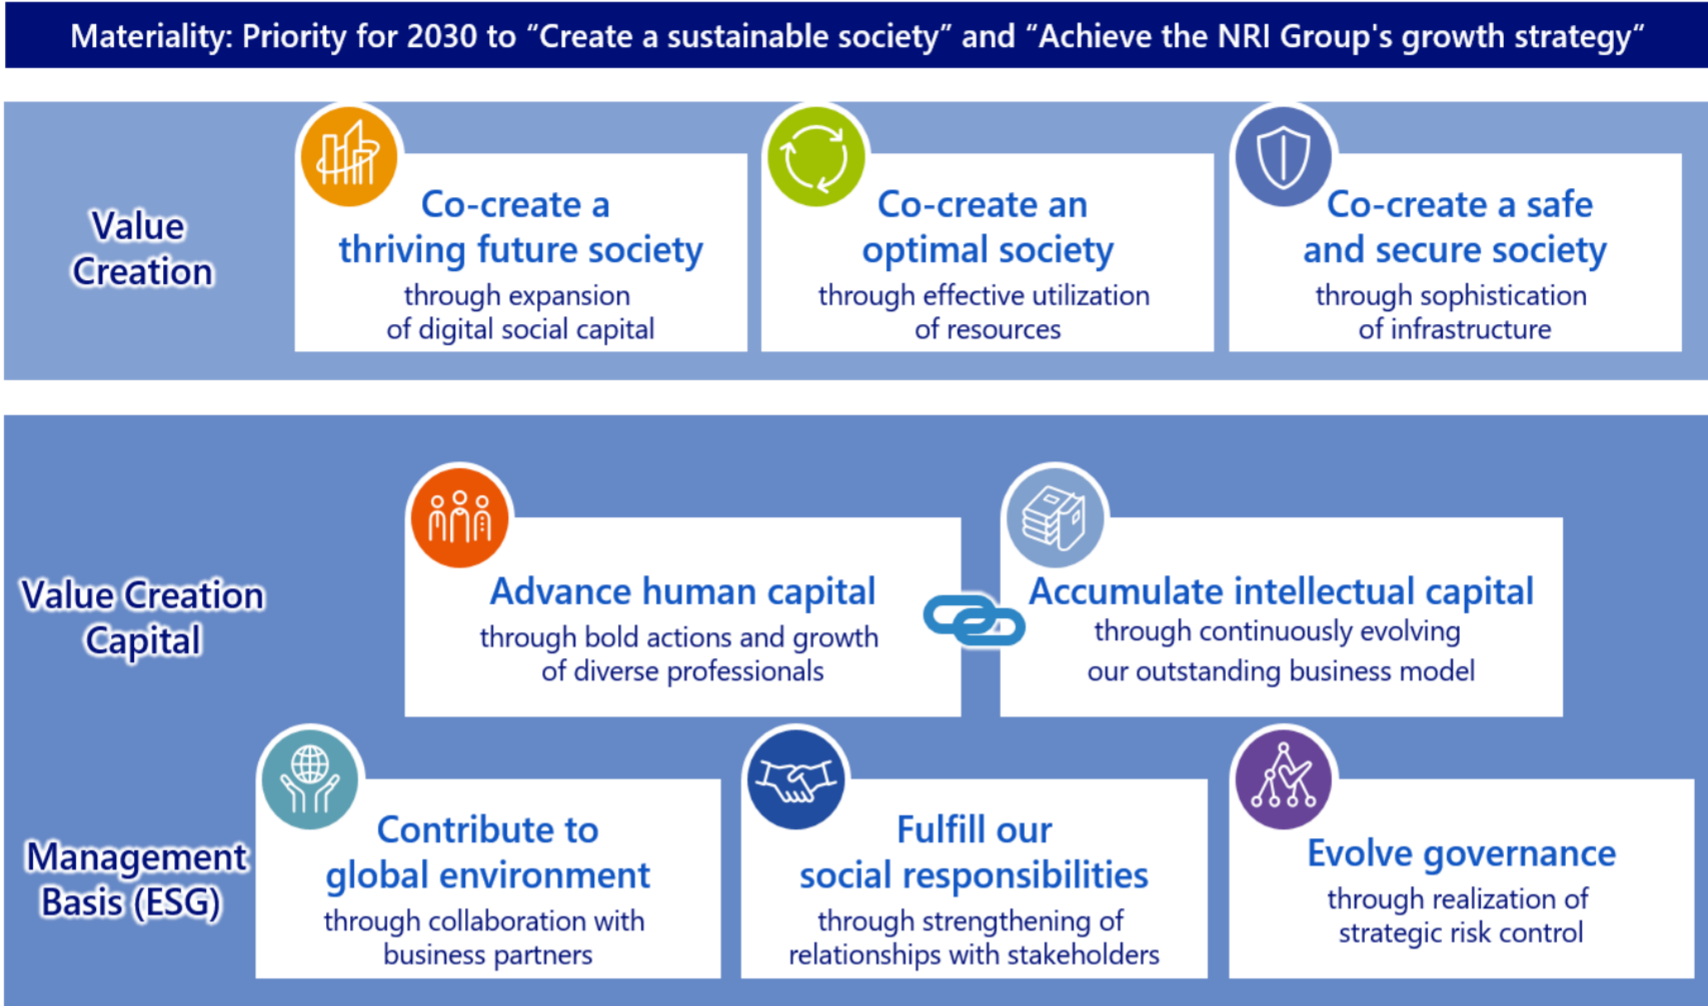 Materiality: Priority for 2030 to “Create a sustainable society” and “Achieve the NRI Group's growth strategy“
Value
Creation
Co-create a
thriving future society
through expansion
of digital social capital
Co-create an
optimal society
through effective utilization
of resources
Co-create a safe
and secure society
through sophistication
of infrastructure
Value Creation
Capital
Advance human capital
through bold actions and growth
of diverse professionals
Accumulate intellectual capital
through continuously evolving
our outstanding business model
Management
Basis (ESG)
Contribute to
global environment
through collaboration with
business partners
Fulfill our
social responsibilities
through strengthening of
relationships with stakeholders
Evolve governance
through realization of
strategic risk control